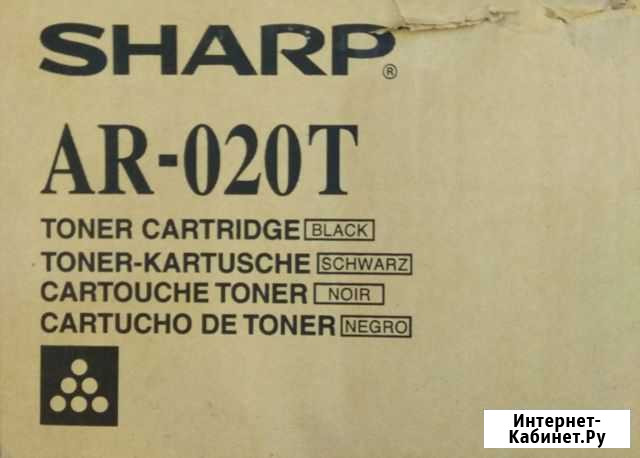 SHARP®
AR-020T
TONER CARTRIDGE BLACK
TONER-KARTUSCHE SCHWARZ
CARTOUCHE TONER NOIR
CARTUCHO DE TONER NEGRO
Интернет-
Кабинет.Ру